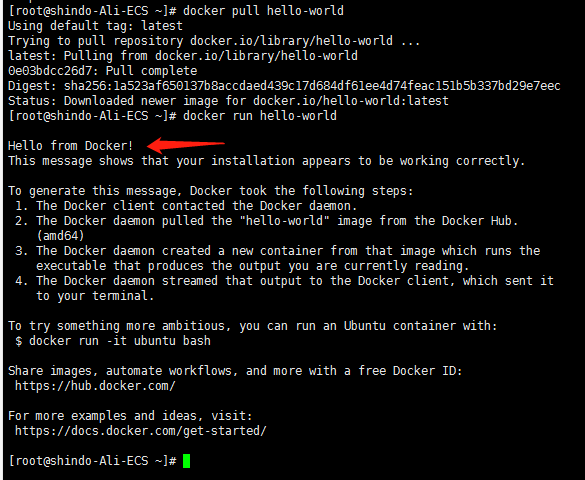 [root@shindo-Ali-ECS ~]# docker pull hello-world
Using default tag: latest
Trying to pull repository docker.io/library/hello-world ...
latest: Pulling from docker.io/library/hello-world
0e03bdcc26d7: Pull complete
Digest: sha256:1a523af650137b8accdaed439c17d684df61ee4d74feac151b5b337bd29e7eec
Status: Downloaded newer image for docker.io/hello-world:latest
[root@shindo-Ali-ECS ~]# docker run hello-world

Hello from Docker!
This message shows that your installation appears to be working correctly.

To generate this message, Docker took the following steps:
 1. The Docker client contacted the Docker daemon.
 2. The Docker daemon pulled the "hello-world" image from the Docker Hub.
    (amd64)
 3. The Docker daemon created a new container from that image which runs the
    executable that produces the output you are currently reading.
 4. The Docker daemon streamed that output to the Docker client, which sent it
    to your terminal.

To try something more ambitious, you can run an Ubuntu container with:
 $ docker run -it ubuntu bash

Share images, automate workflows, and more with a free Docker ID:
 https://hub.docker.com/

For more examples and ideas, visit:
 https://docs.docker.com/get-started/

[root@shindo-Ali-ECS ~]#